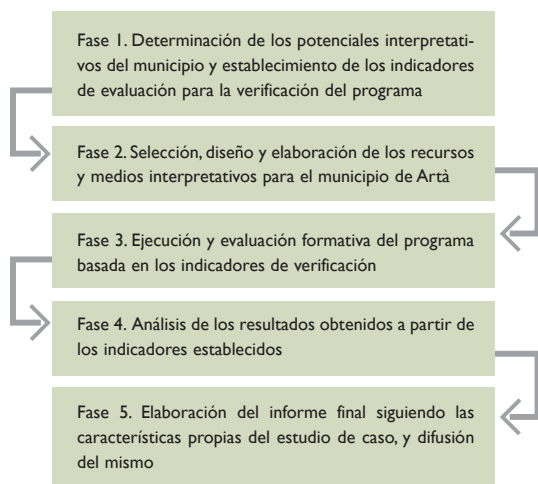 Fase 1. Determinación de los potenciales interpretati-
vos del municipio y establecimiento de los indicadores
de evaluación para la verificación del programa
Fase 2. Selección, diseño y elaboración de los recursos
y medios interpretativos para el municipio de Artà
Fase 3. Ejecución y evaluación formativa del programa
basada en los indicadores de verificación
Fase 4. Análisis de los resultados obtenidos a partir de
los indicadores establecidos
Fase 5. Elaboración del informe final siguiendo las
características propias del estudio de caso, y difusión
del mismo